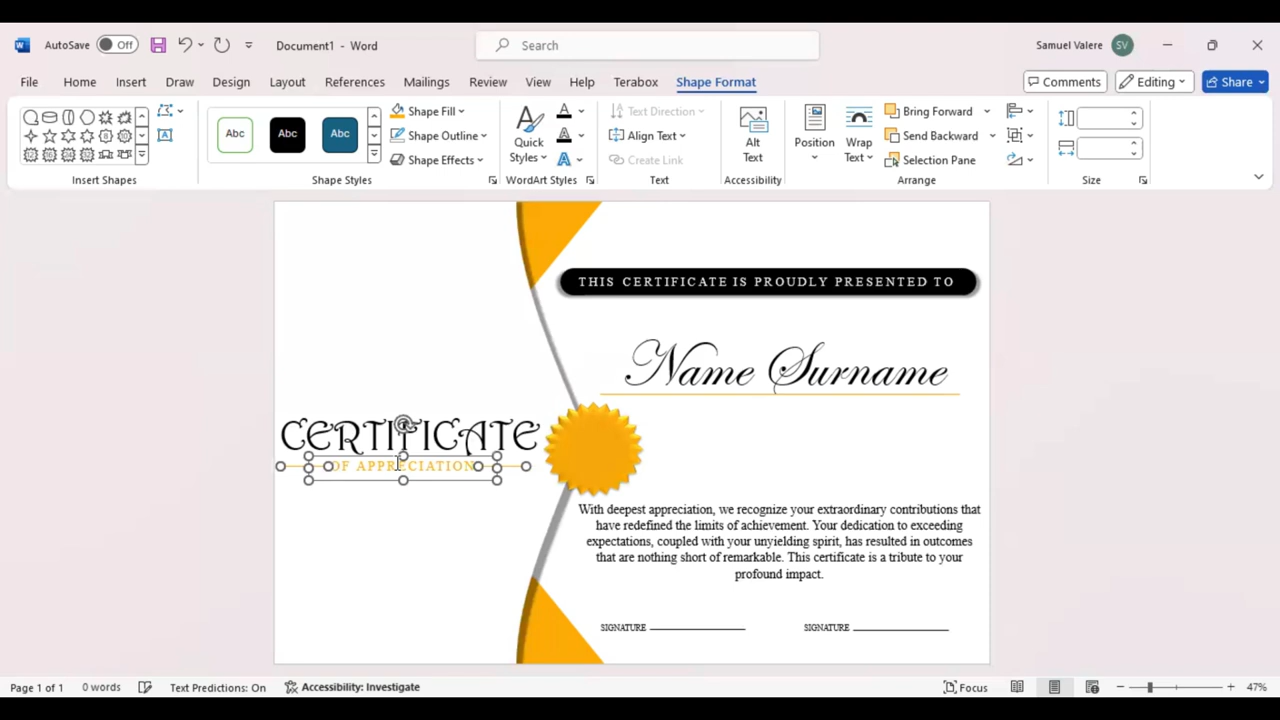 AutoSave Off Document1 - Word Search Samuel Valere SV
File Home Insert Draw Design Layout References Mailings Review View Help Terabox Shape Format Comments Editing Share
Abc Abc Abc
Shape Fill
Shape Outline
Shape Effects
Quick Styles
Text Direction
Align Text
Create Link
Alt Text
Position
Wrap Text
Bring Forward
Send Backward
Selection Pane
Insert Shapes Shape Styles WordArt Styles Text Accessibility Arrange Size
THIS CERTIFICATE IS PROUDLY PRESENTED TO
Name Surname
CERTIFICATE
OF APPRECIATION
With deepest appreciation, we recognize your extraordinary contributions that
have redefined the limits of achievement. Your dedication to exceeding
expectations, coupled with your unyielding spirit, has resulted in outcomes
that are nothing short of remarkable. This certificate is a tribute to your
profound impact.
SIGNATURE SIGNATURE
Page 1 of 1 0 words Text Predictions: On Accessibility: Investigate Focus 47%